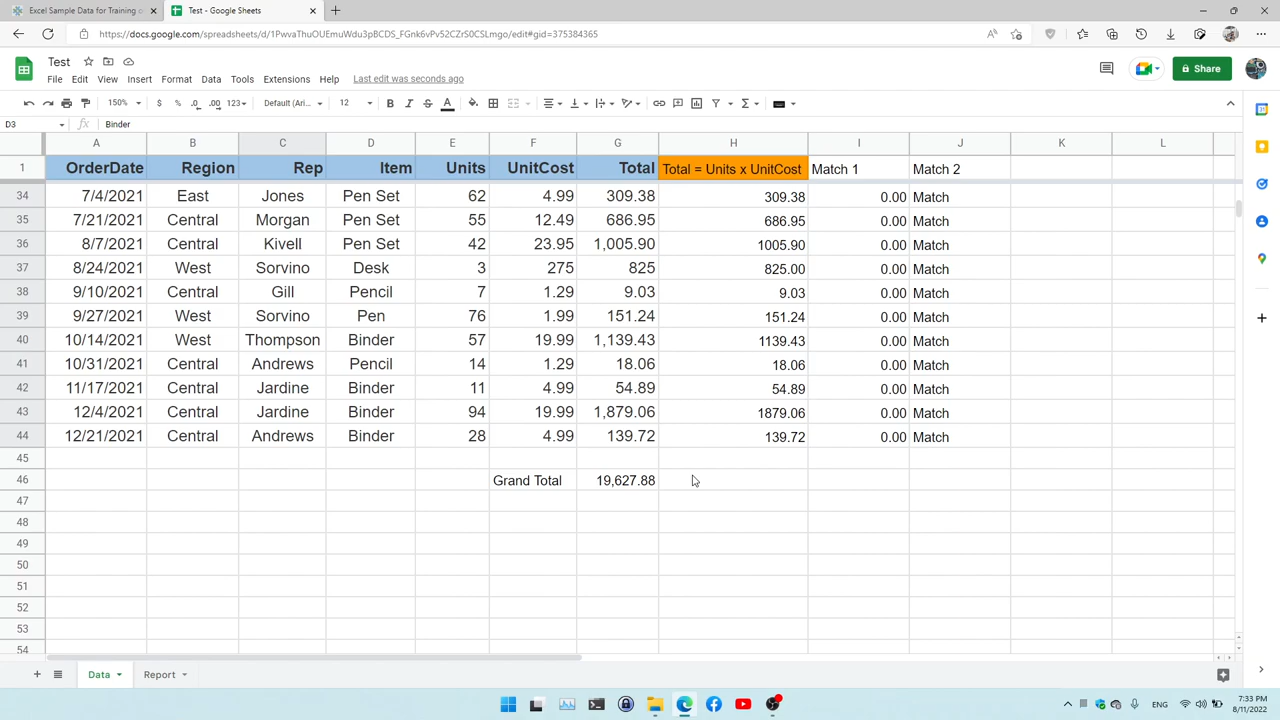 Excel Sample Data for Training o
Test - Google Sheets
https://docs.google.com/spreadsheets/d/1PwvaThuOUEmuWdu3pBCDS_FGnk6vPv52CZrS0CSLmgo/edit#gid=375384365
Test
File Edit View Insert Format Data Tools Extensions Help Last edit was seconds ago
Share
150% $ % .0 .00 123 Default (Ari... 12 B I S A
D3 fx Binder
A B C D E F G H I J K L
1 OrderDate Region Rep Item Units UnitCost Total Total = Units x UnitCost Match 1 Match 2
34 7/4/2021 East Jones Pen Set 62 4.99 309.38 309.38 0.00 Match
35 7/21/2021 Central Morgan Pen Set 55 12.49 686.95 686.95 0.00 Match
36 8/7/2021 Central Kivell Pen Set 42 23.95 1,005.90 1005.90 0.00 Match
37 8/24/2021 West Sorvino Desk 3 275 825 825.00 0.00 Match
38 9/10/2021 Central Gill Pencil 7 1.29 9.03 9.03 0.00 Match
39 9/27/2021 West Sorvino Pen 76 1.99 151.24 151.24 0.00 Match
40 10/14/2021 West Thompson Binder 57 19.99 1,139.43 1139.43 0.00 Match
41 10/31/2021 Central Andrews Pencil 14 1.29 18.06 18.06 0.00 Match
42 11/17/2021 Central Jardine Binder 11 4.99 54.89 54.89 0.00 Match
43 12/4/2021 Central Jardine Binder 94 19.99 1,879.06 1879.06 0.00 Match
44 12/21/2021 Central Andrews Binder 28 4.99 139.72 139.72 0.00 Match
45
46 Grand Total 19,627.88
47
48
49
50
51
52
53
54
Data Report
ENG 7:33 PM
8/11/2022